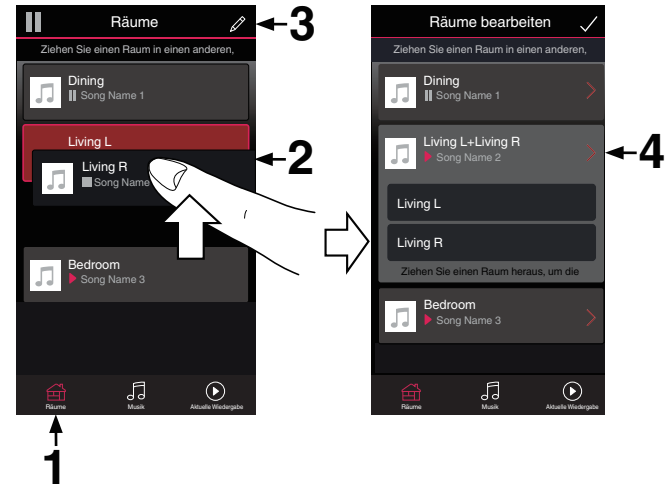 Räume
3
Ziehen Sie einen Raum in einen anderen,
Dining
Song Name 1
Living L
2
Living R
Song Name
Bedroom
Song Name 3
Räume
Musik
Aktuelle Wiedergabe
1
Räume bearbeiten
Ziehen Sie einen Raum in einen anderen,
Dining
Song Name 1
Living L+Living R
4
Song Name 2
Living L
Living R
Ziehen Sie einen Raum heraus, um die
Bedroom
Song Name 3
Räume
Musik
Aktuelle Wiedergabe